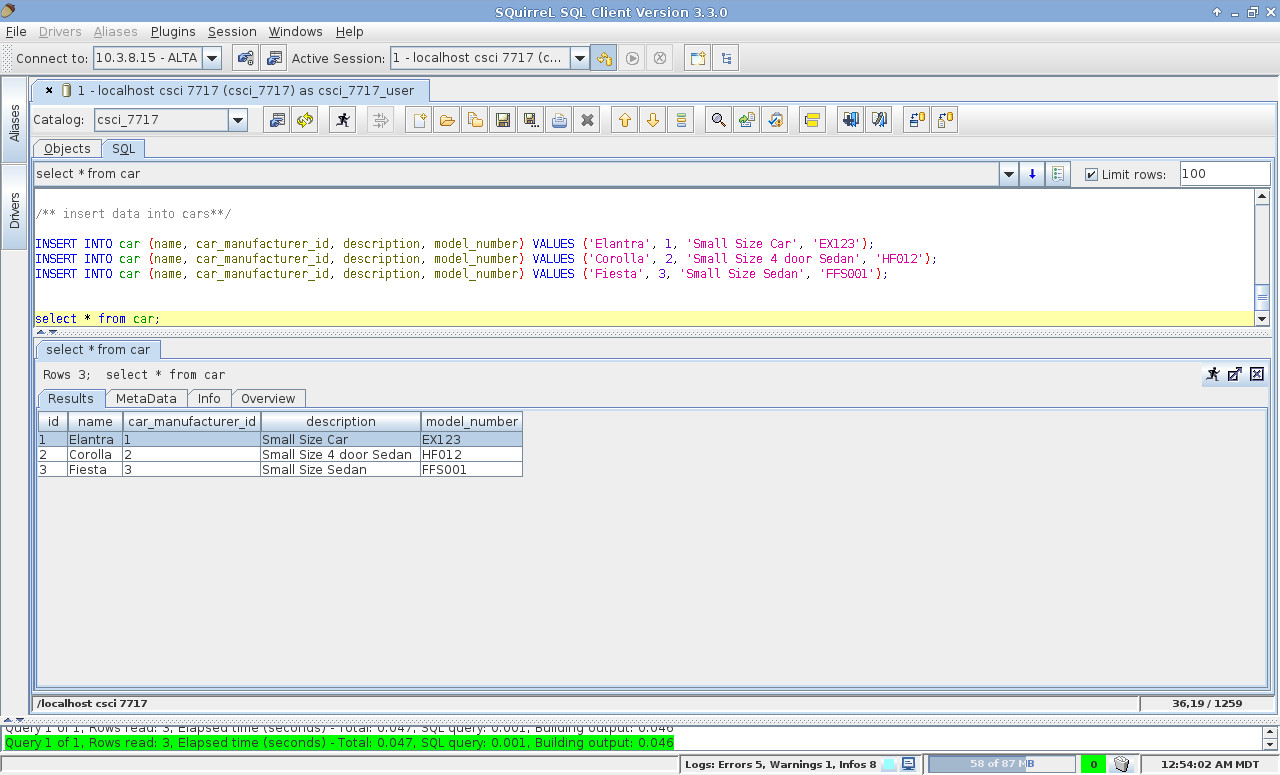 SQuirreL SQL Client Version 3.3.0
File Drivers Aliases Plugins Session Windows Help
Connect to: 10.3.8.15 - ALTA Active Session: 1 - localhost csci 7717 (c...
Aliases
Drivers
1 - localhost csci 7717 (csci_7717) as csci_7717_user
Catalog: csci_7717
Objects SQL
select * from car Limit rows: 100
/** insert data into cars**/
INSERT INTO car (name, car_manufacturer_id, description, model_number) VALUES ('Elantra', 1, 'Small Size Car', 'EX123');
INSERT INTO car (name, car_manufacturer_id, description, model_number) VALUES ('Corolla', 2, 'Small Size 4 door Sedan', 'HF012');
INSERT INTO car (name, car_manufacturer_id, description, model_number) VALUES ('Fiesta', 3, 'Small Size Sedan', 'FFS001');
select * from car;
select * from car
Rows 3; select * from car
Results MetaData Info Overview
id name car_manufacturer_id description model_number
1 Elantra 1 Small Size Car EX123
2 Corolla 2 Small Size 4 door Sedan HF012
3 Fiesta 3 Small Size Sedan FFS001
/localhost csci 7717 36,19 / 1259
Query 1 of 1, Rows read: 3, Elapsed time (seconds) - Total: 0.047, SQL query: 0.001, Building output: 0.046
Query 1 of 1, Rows read: 3, Elapsed time (seconds) - Total: 0.047, SQL query: 0.001, Building output: 0.046
Logs: Errors 5, Warnings 1, Infos 8 58 of 87 MB 0 12:54:02 AM MDT